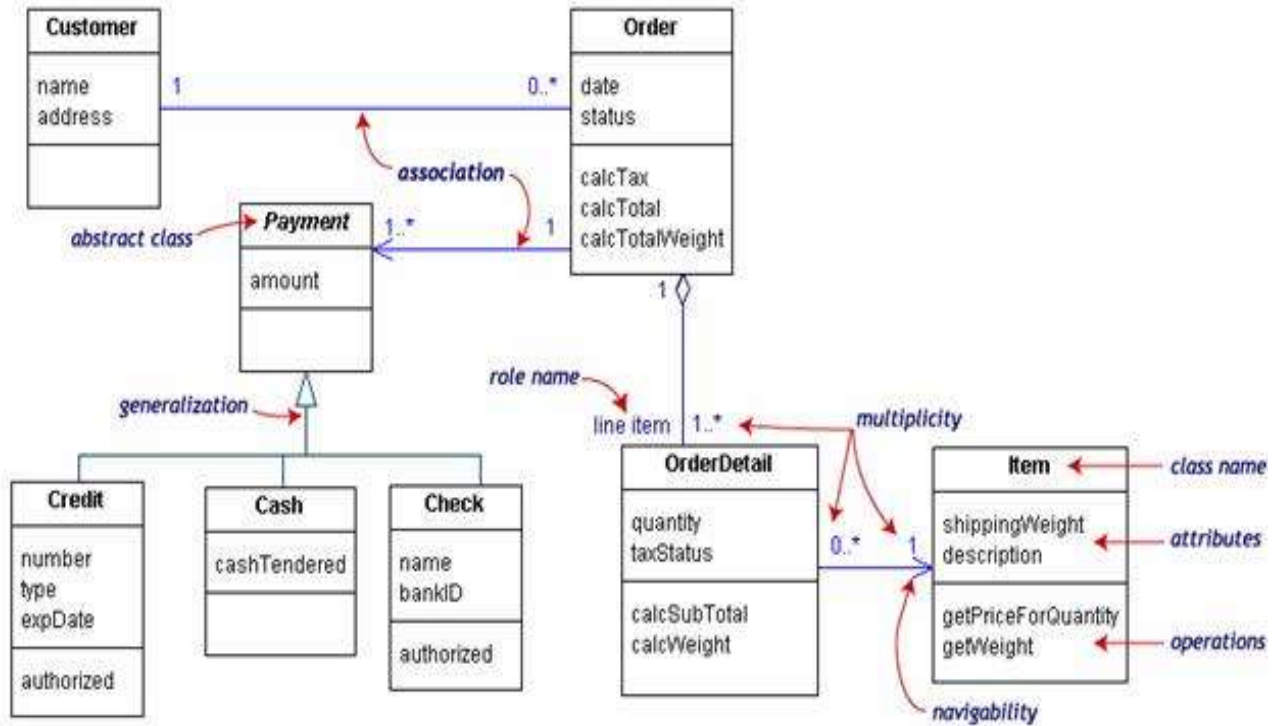 Customer
name
address
1
0..*
Order
date
status
calcTax
calcTotal
calcTotalWeight
association
abstract class
Payment
amount
1..*
1
1
generalization
role name
line item
1..*
multiplicity
Credit
number
type
expDate
authorized
Cash
cashTendered
Check
name
bankID
authorized
OrderDetail
quantity
taxStatus
calcSubTotal
calcWeight
0..*
1
Item
shippingWeight
description
getPriceForQuantity
getWeight
class name
attributes
operations
navigability